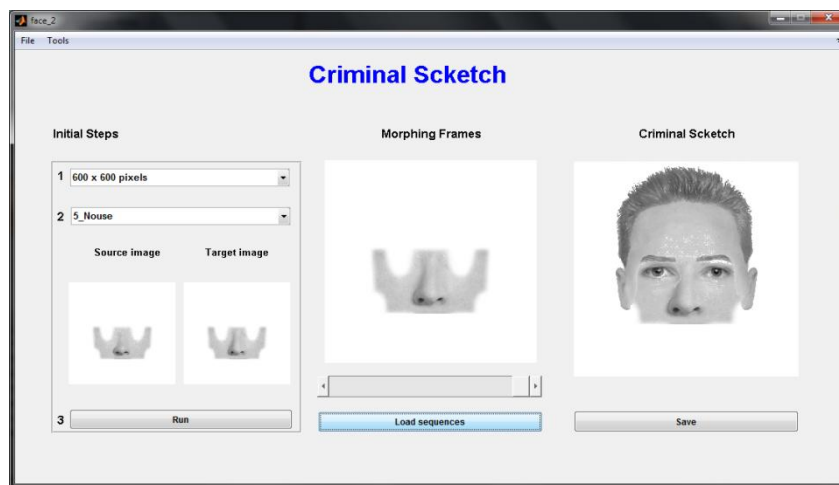 face_2
File Tools
Criminal Scketch
Initial Steps
Morphing Frames
Criminal Scketch
1 600 x 600 pixels
2 5_Nouse
Source image Target image
3 Run
Load sequences
Save